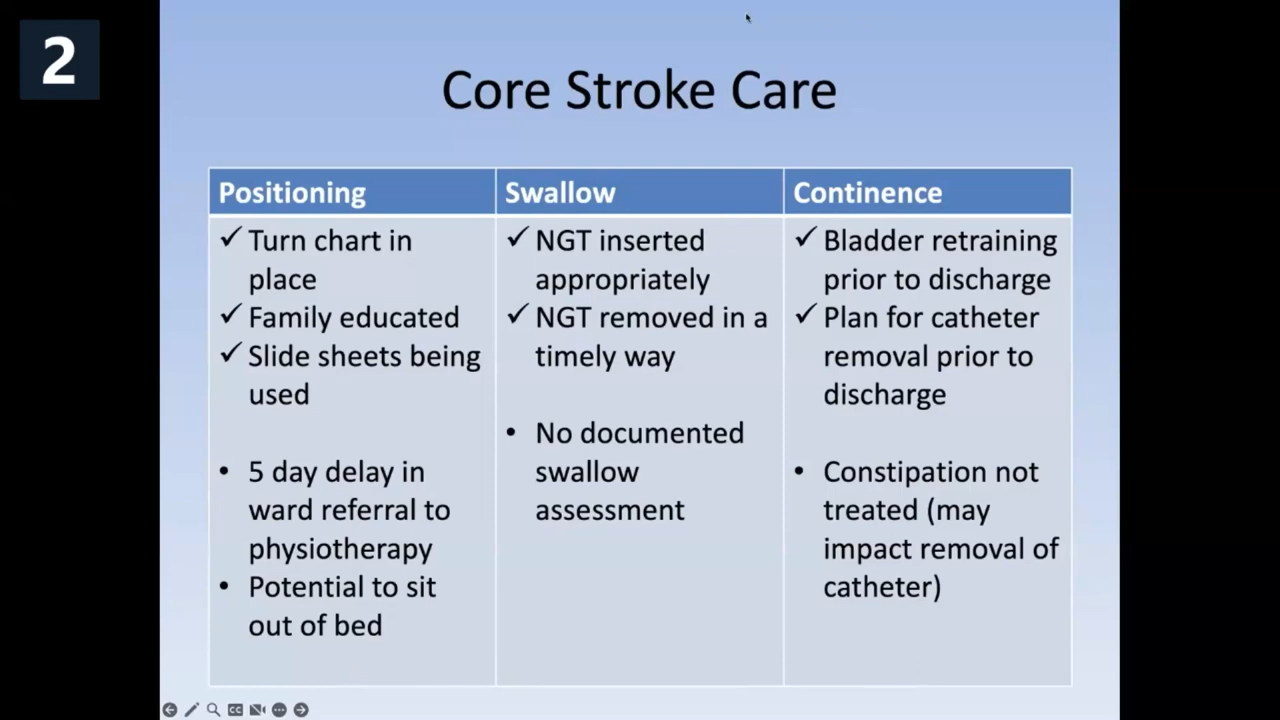 2
Core Stroke Care
Positioning
✓ Turn chart in
place
✓ Family educated
✓ Slide sheets being
used
• 5 day delay in
ward referral to
physiotherapy
• Potential to sit
out of bed
Swallow
✓ NGT inserted
appropriately
✓ NGT removed in a
timely way
• No documented
swallow
assessment
Continence
✓ Bladder retraining
prior to discharge
✓ Plan for catheter
removal prior to
discharge
• Constipation not
treated (may
impact removal of
catheter)
CC